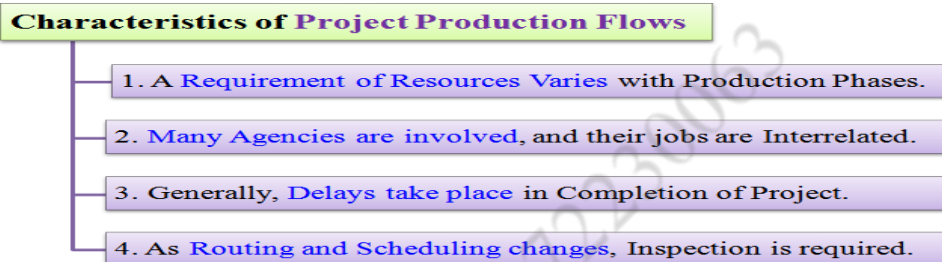 Characteristics of Project Production Flows
1. A Requirement of Resources Varies with Production Phases.
2. Many Agencies are involved, and their jobs are Interrelated.
3. Generally, Delays take place in Completion of Project.
4. As Routing and Scheduling changes, Inspection is required.